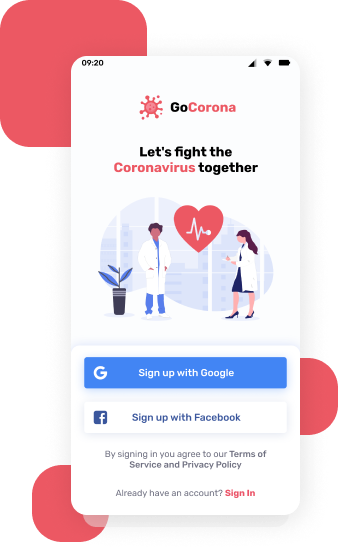 09:20
GoCorona
Let's fight the
Coronavirus together
Sign up with Google
Sign up with Facebook
By signing in you agree to our Terms of
Service and Privacy Policy
Already have an account? Sign In